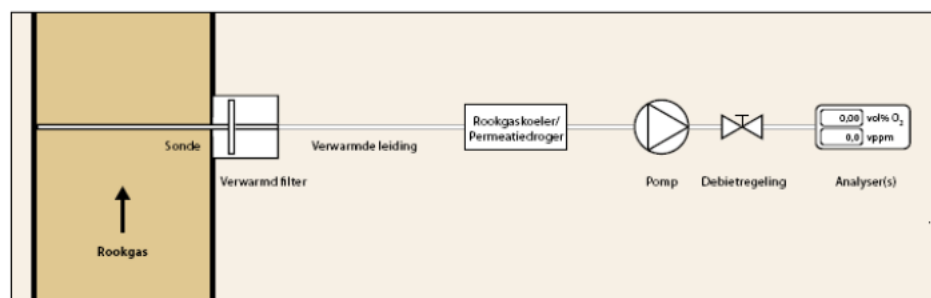 Rookgas
Sonde
Verwarmd filter
Verwarmde leiding
Rookgaskoeler/
Permeatiedroger
Pomp
Debietregeling
0,00 vol% O₂
0,0 vppm
Analyser(s)